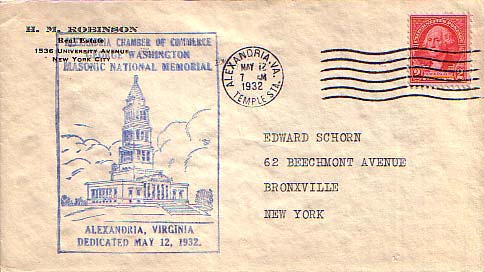 H. M. ROBINSON
Real Estate
1536 UNIVERSITY AVENUE
NEW YORK CITY
ALEXANDRIA CHAMBER OF COMMERCE
GEORGE WASHINGTON
MASONIC NATIONAL MEMORIAL
ALEXANDRIA, VIRGINIA
DEDICATED MAY 12, 1932.
ALEXANDRIA, VA.
MAY 12
7 AM
1932
TEMPLE STA.
2 2
EDWARD SCHORN
62 BEECHMONT AVENUE
BRONXVILLE
NEW YORK